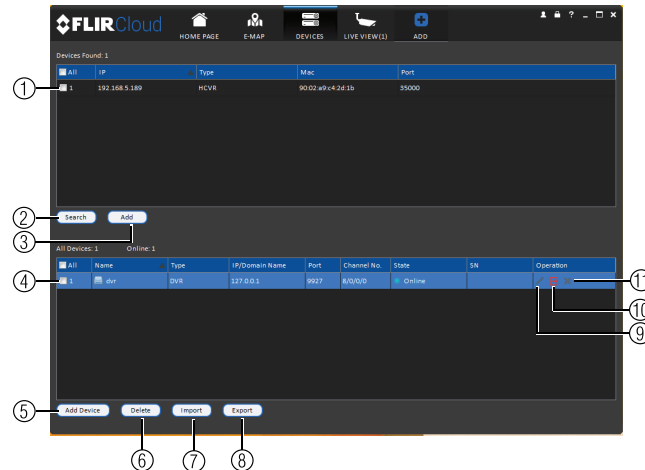 FLIR Cloud HOME PAGE E-MAP DEVICES LIVE VIEW(1) ADD ?
Devices Found: 1
All IP Type Mac Port
1 1 192.168.5.189 HCVR 90:02:a9:c4:2d:1b 35000
2 Search Add
3
All Devices: 1 Online: 1
All Name Type IP/Domain Name Port Channel No. State SN Operation
4 1 dvr DVR 127.0.0.1 9927 8/0/0/0 Online 11
10
9
5 Add Device Delete Import Export
6 7 8